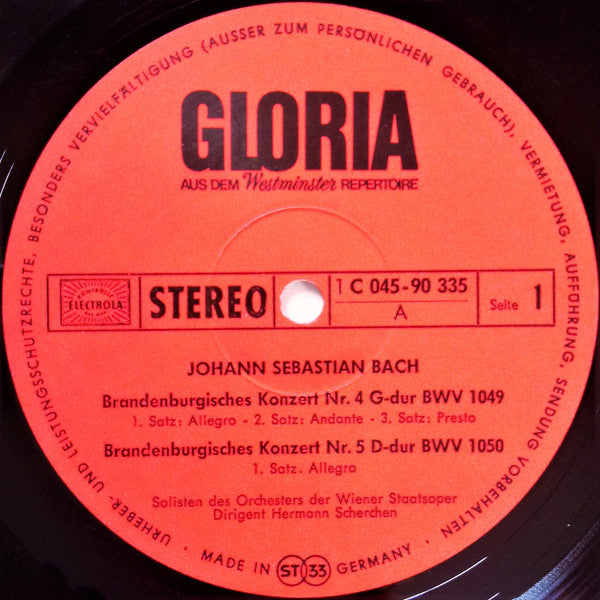 URHEBER- UND LEISTUNGSSCHUTZRECHTE, BESONDERS VERVIELFÄLTIGUNG (AUSSER ZUM PERSÖNLICHEN GEBRAUCH), VERMIETUNG, AUFFÜHRUNG, SENDUNG VORBEHALTEN
GLORIA
AUS DEM Westminster REPERTOIRE
ELECTROLA
STEREO
1 C 045-90 335
A
Seite 1
JOHANN SEBASTIAN BACH
Brandenburgisches Konzert Nr. 4 G-dur BWV 1049
1. Satz: Allegro - 2. Satz: Andante - 3. Satz: Presto
Brandenburgisches Konzert Nr. 5 D-dur BWV 1050
1. Satz. Allegro
Solisten des Orchesters der Wiener Staatsoper
Dirigent Hermann Scherchen
MADE IN ST 33 GERMANY